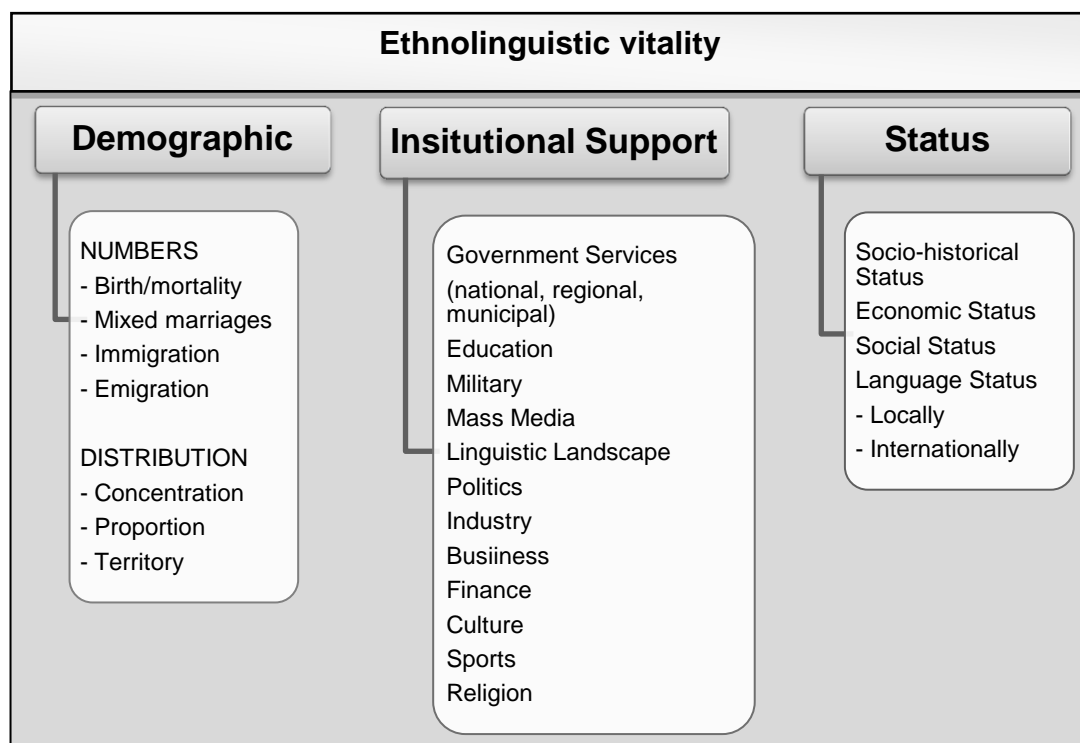 Ethnolinguistic vitality
Demographic
NUMBERS
- Birth/mortality
- Mixed marriages
- Immigration
- Emigration
DISTRIBUTION
- Concentration
- Proportion
- Territory
Insitutional Support
Government Services
(national, regional,
municipal)
Education
Military
Mass Media
Linguistic Landscape
Politics
Industry
Busiiness
Finance
Culture
Sports
Religion
Status
Socio-historical
Status
Economic Status
Social Status
Language Status
- Locally
- Internationally